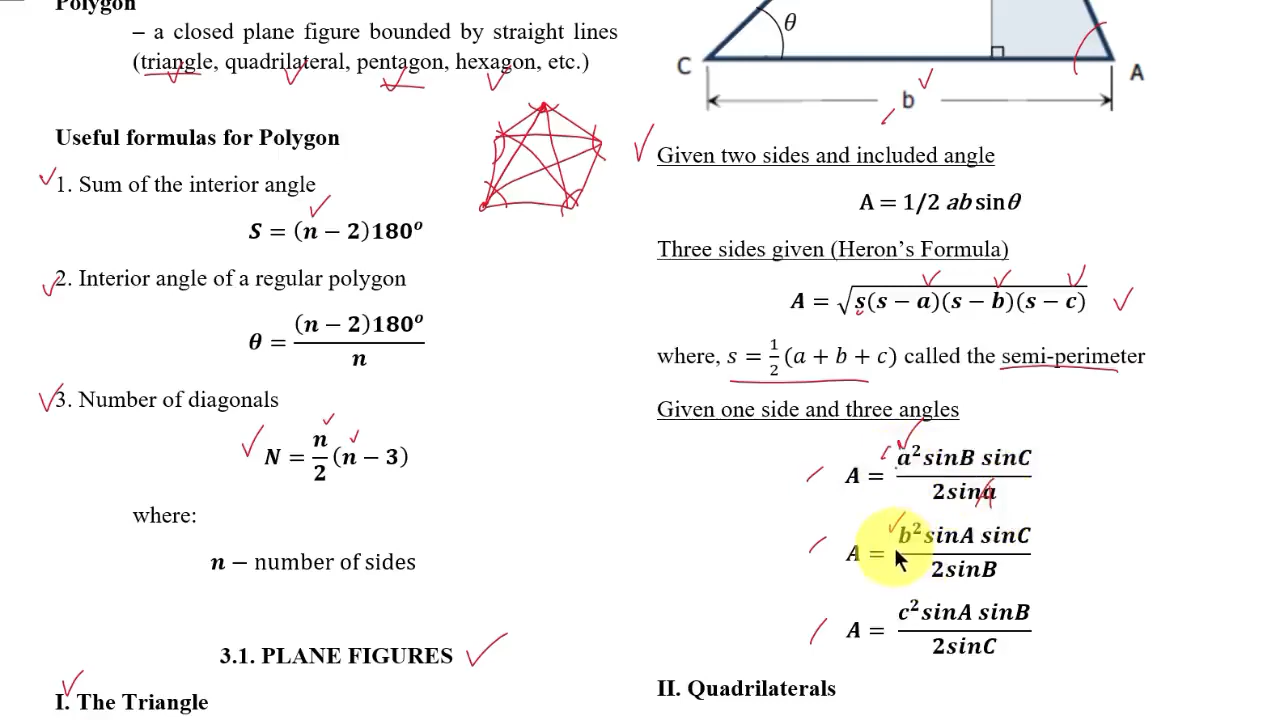 Polygon
– a closed plane figure bounded by straight lines
(triangle, quadrilateral, pentagon, hexagon, etc.)
Useful formulas for Polygon
1. Sum of the interior angle
S = (n − 2)180°
2. Interior angle of a regular polygon
θ = (n − 2)180° / n
3. Number of diagonals
N = n/2 (n − 3)
where:
n − number of sides
3.1. PLANE FIGURES
I. The Triangle
θ
C
A
b
Given two sides and included angle
A = 1/2 ab sinθ
Three sides given (Heron’s Formula)
A = √s(s − a)(s − b)(s − c)
where, s = 1/2 (a + b + c) called the semi-perimeter
Given one side and three angles
A = a² sinB sinC / 2sina A
A = b² sinA sinC / 2sinB
A = c² sinA sinB / 2sinC
II. Quadrilaterals